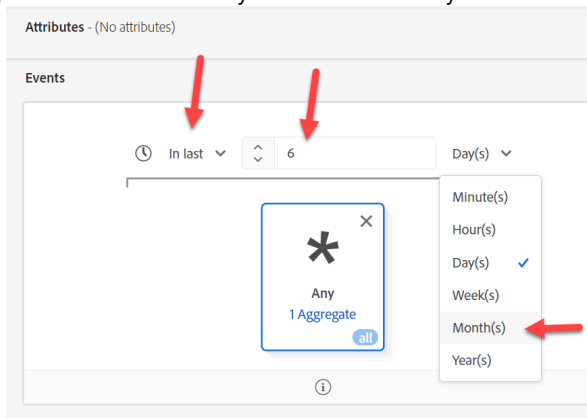 Attributes - (No attributes)
Events
In last
6
Day(s)
Minute(s)
Hour(s)
Day(s)
Week(s)
Month(s)
Year(s)
Any
1 Aggregate
all